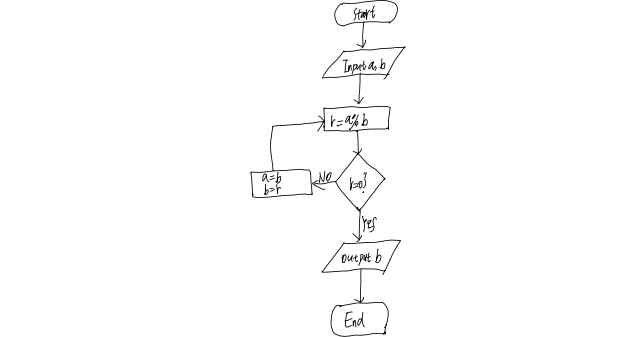 Start
Input a, b
r=a%b
r=0?
NO
a=b
b=r
Yes
output b
End